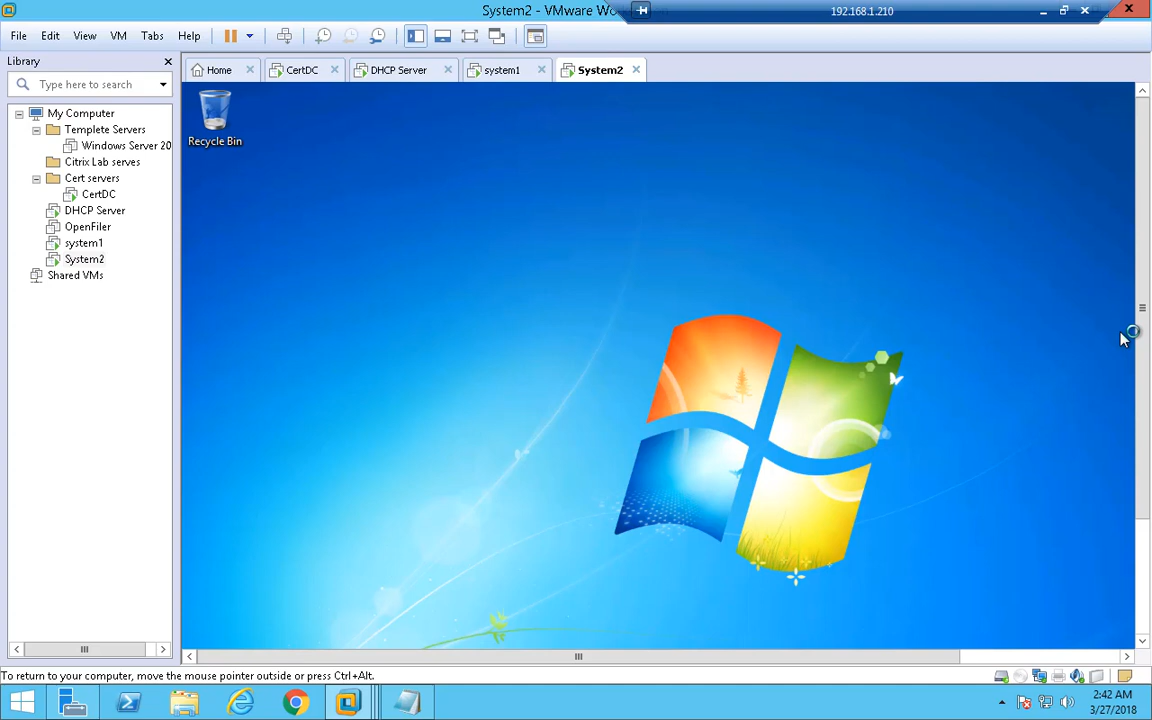 System2 - VMware Wo
192.168.1.210
File Edit View VM Tabs Help
Library
Type here to search
Home CertDC DHCP Server system1 System2
My Computer
Templete Servers
Windows Server 20
Citrix Lab serves
Cert servers
CertDC
DHCP Server
OpenFiler
system1
System2
Shared VMs
Recycle Bin
To return to your computer, move the mouse pointer outside or press Ctrl+Alt.
2:42 AM
3/27/2018